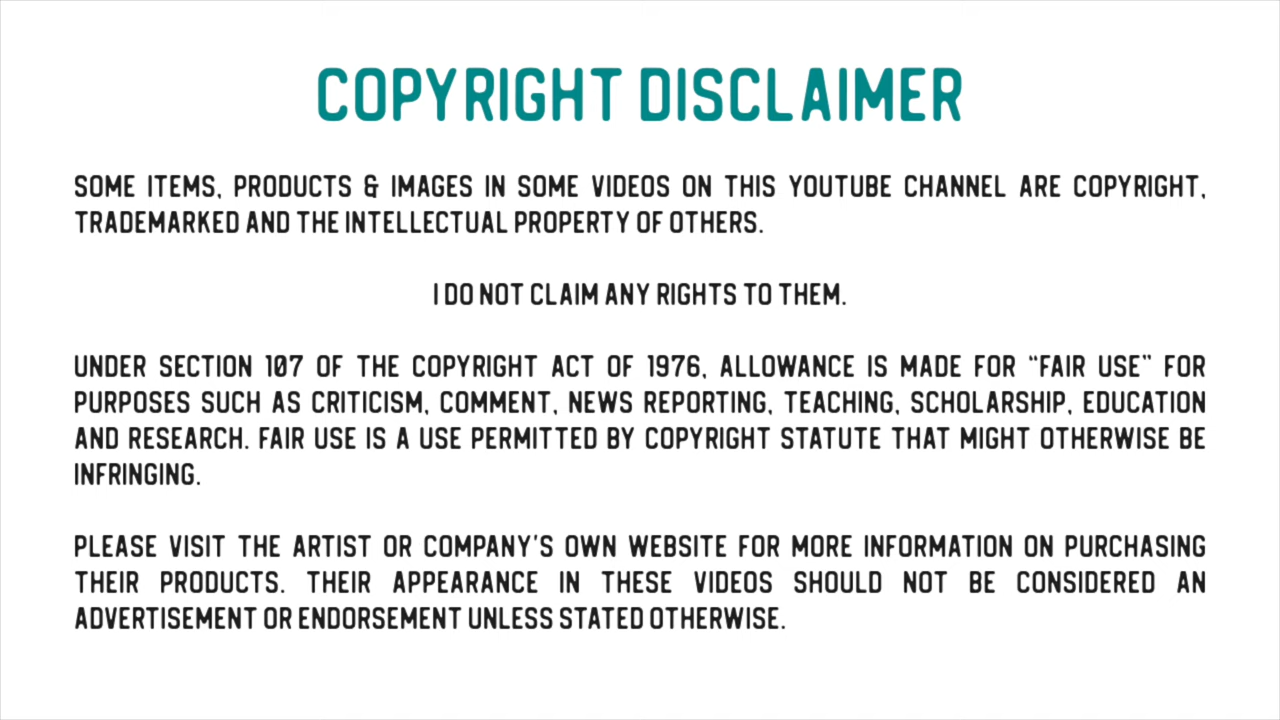 COPYRIGHT DISCLAIMER
SOME ITEMS, PRODUCTS & IMAGES IN SOME VIDEOS ON THIS YOUTUBE CHANNEL ARE COPYRIGHT,
TRADEMARKED AND THE INTELLECTUAL PROPERTY OF OTHERS.
I DO NOT CLAIM ANY RIGHTS TO THEM.
UNDER SECTION 107 OF THE COPYRIGHT ACT OF 1976, ALLOWANCE IS MADE FOR “FAIR USE” FOR
PURPOSES SUCH AS CRITICISM, COMMENT, NEWS REPORTING, TEACHING, SCHOLARSHIP, EDUCATION
AND RESEARCH. FAIR USE IS A USE PERMITTED BY COPYRIGHT STATUTE THAT MIGHT OTHERWISE BE
INFRINGING.
PLEASE VISIT THE ARTIST OR COMPANY'S OWN WEBSITE FOR MORE INFORMATION ON PURCHASING
THEIR PRODUCTS. THEIR APPEARANCE IN THESE VIDEOS SHOULD NOT BE CONSIDERED AN
ADVERTISEMENT OR ENDORSEMENT UNLESS STATED OTHERWISE.